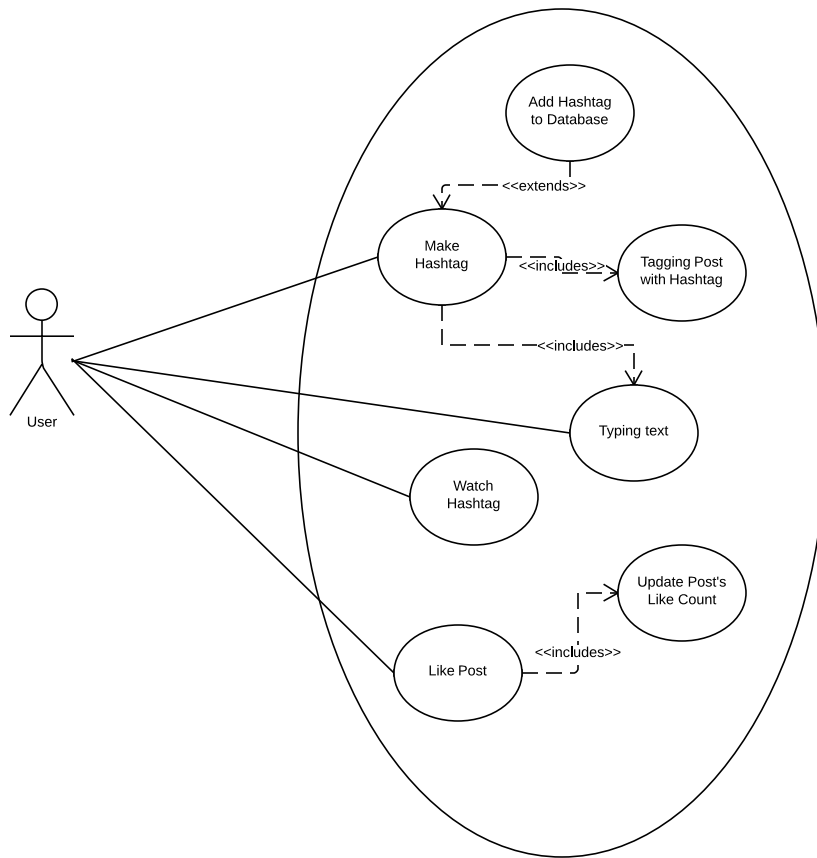 Add Hashtag
to Database
<<extends>>
Make
Hashtag
<<includes>>
Tagging Post
with Hashtag
<<includes>>
User
Typing text
Watch
Hashtag
Update Post's
Like Count
<<includes>>
Like Post